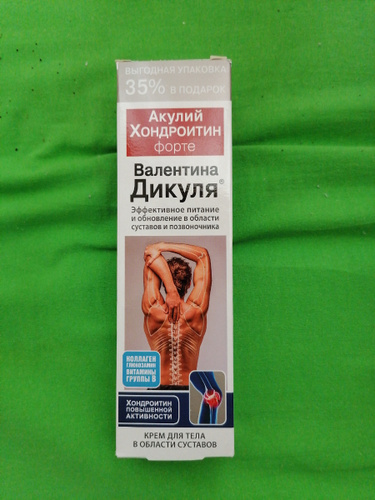 ВЫГОДНАЯ УПАКОВКА
35% В ПОДАРОК
Акулий
Хондроитин
форте
Валентина
Дикуля®
Эффективное питание
и обновление в области
суставов и позвоночника
КОЛЛАГЕН
ГЛЮКОЗАМИН
ВИТАМИНЫ
ГРУППЫ В
Хондроитин
повышенной
активности
КРЕМ ДЛЯ ТЕЛА
В ОБЛАСТИ СУСТАВОВ